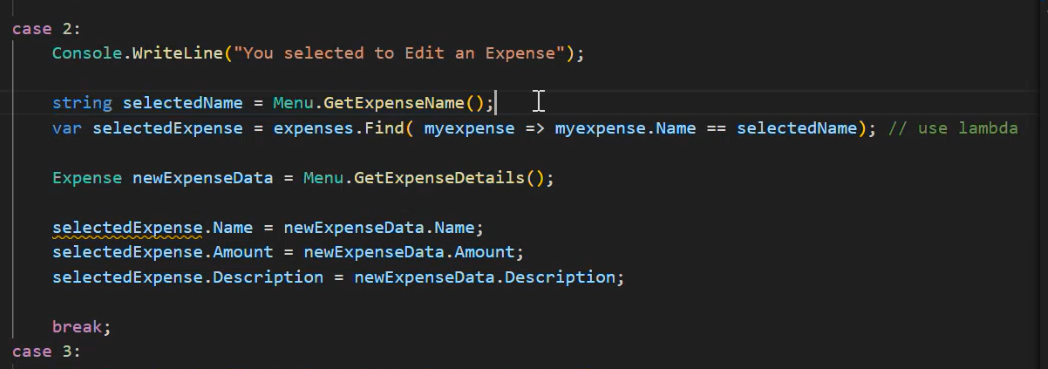 case 2:
Console.WriteLine("You selected to Edit an Expense");
string selectedName = Menu.GetExpenseName();
var selectedExpense = expenses.Find( myexpense => myexpense.Name == selectedName); // use lambda
Expense newExpenseData = Menu.GetExpenseDetails();
selectedExpense.Name = newExpenseData.Name;
selectedExpense.Amount = newExpenseData.Amount;
selectedExpense.Description = newExpenseData.Description;
break;
case 3: